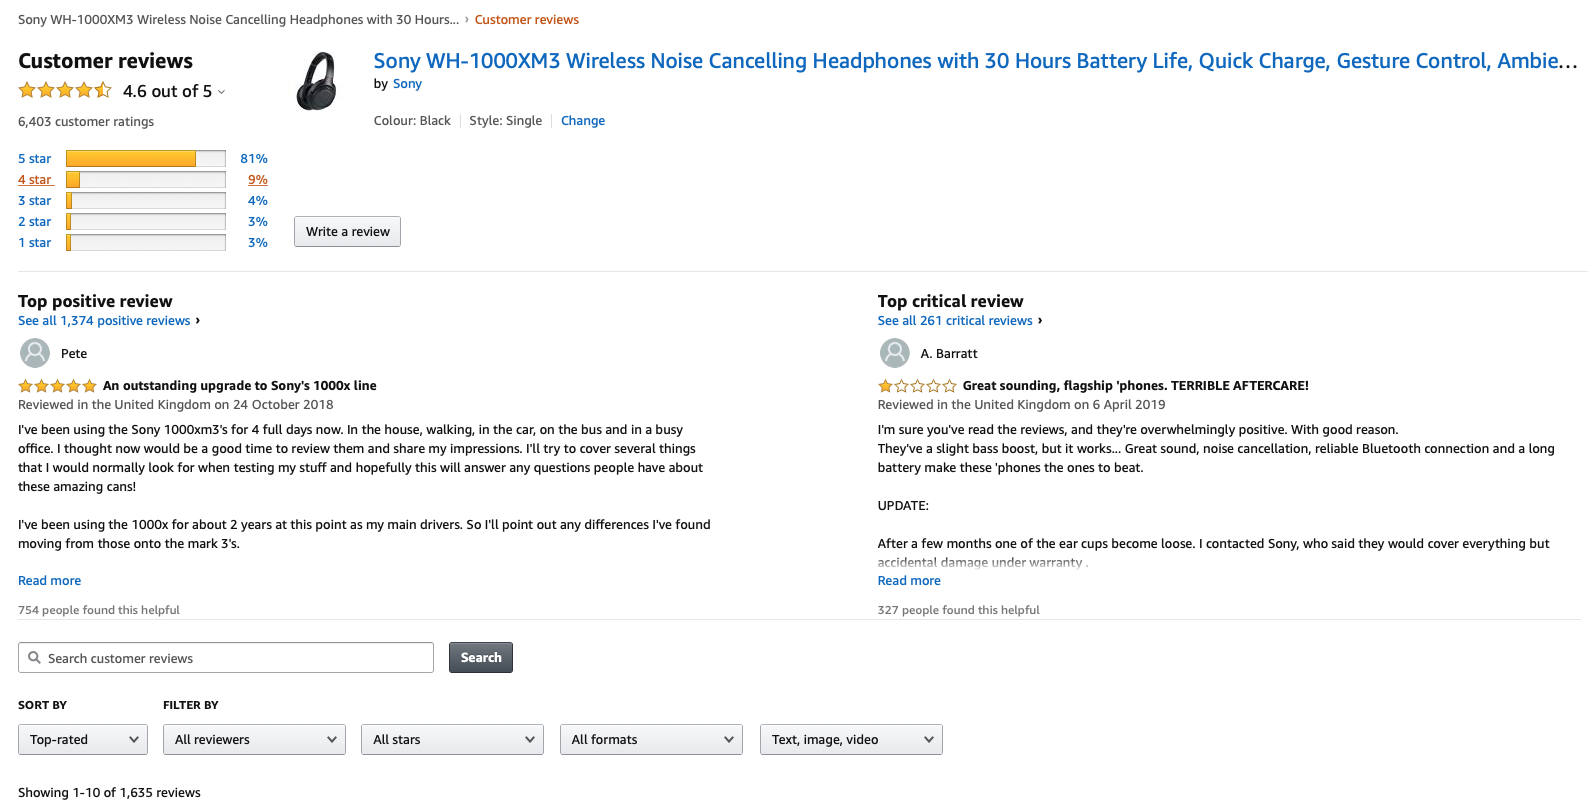 Sony WH-1000XM3 Wireless Noise Cancelling Headphones with 30 Hours... › Customer reviews
Customer reviews
4.6 out of 5
6,403 customer ratings
5 star 81%
4 star 9%
3 star 4%
2 star 3%
1 star 3%
Sony WH-1000XM3 Wireless Noise Cancelling Headphones with 30 Hours Battery Life, Quick Charge, Gesture Control, Ambie...
by Sony
Colour: Black Style: Single Change
Write a review
Top positive review
See all 1,374 positive reviews ›
Pete
An outstanding upgrade to Sony's 1000x line
Reviewed in the United Kingdom on 24 October 2018
I've been using the Sony 1000xm3's for 4 full days now. In the house, walking, in the car, on the bus and in a busy
office. I thought now would be a good time to review them and share my impressions. I'll try to cover several things
that I would normally look for when testing my stuff and hopefully this will answer any questions people have about
these amazing cans!
I've been using the 1000x for about 2 years at this point as my main drivers. So I'll point out any differences I've found
moving from those onto the mark 3's.
Read more
754 people found this helpful
Top critical review
See all 261 critical reviews ›
A. Barratt
Great sounding, flagship 'phones. TERRIBLE AFTERCARE!
Reviewed in the United Kingdom on 6 April 2019
I'm sure you've read the reviews, and they're overwhelmingly positive. With good reason.
They've a slight bass boost, but it works... Great sound, noise cancellation, reliable Bluetooth connection and a long
battery make these 'phones the ones to beat.
UPDATE:
After a few months one of the ear cups become loose. I contacted Sony, who said they would cover everything but
accidental damage under warranty .
Read more
327 people found this helpful
Search customer reviews
Search
SORT BY
FILTER BY
Top-rated
All reviewers
All stars
All formats
Text, image, video
Showing 1-10 of 1,635 reviews